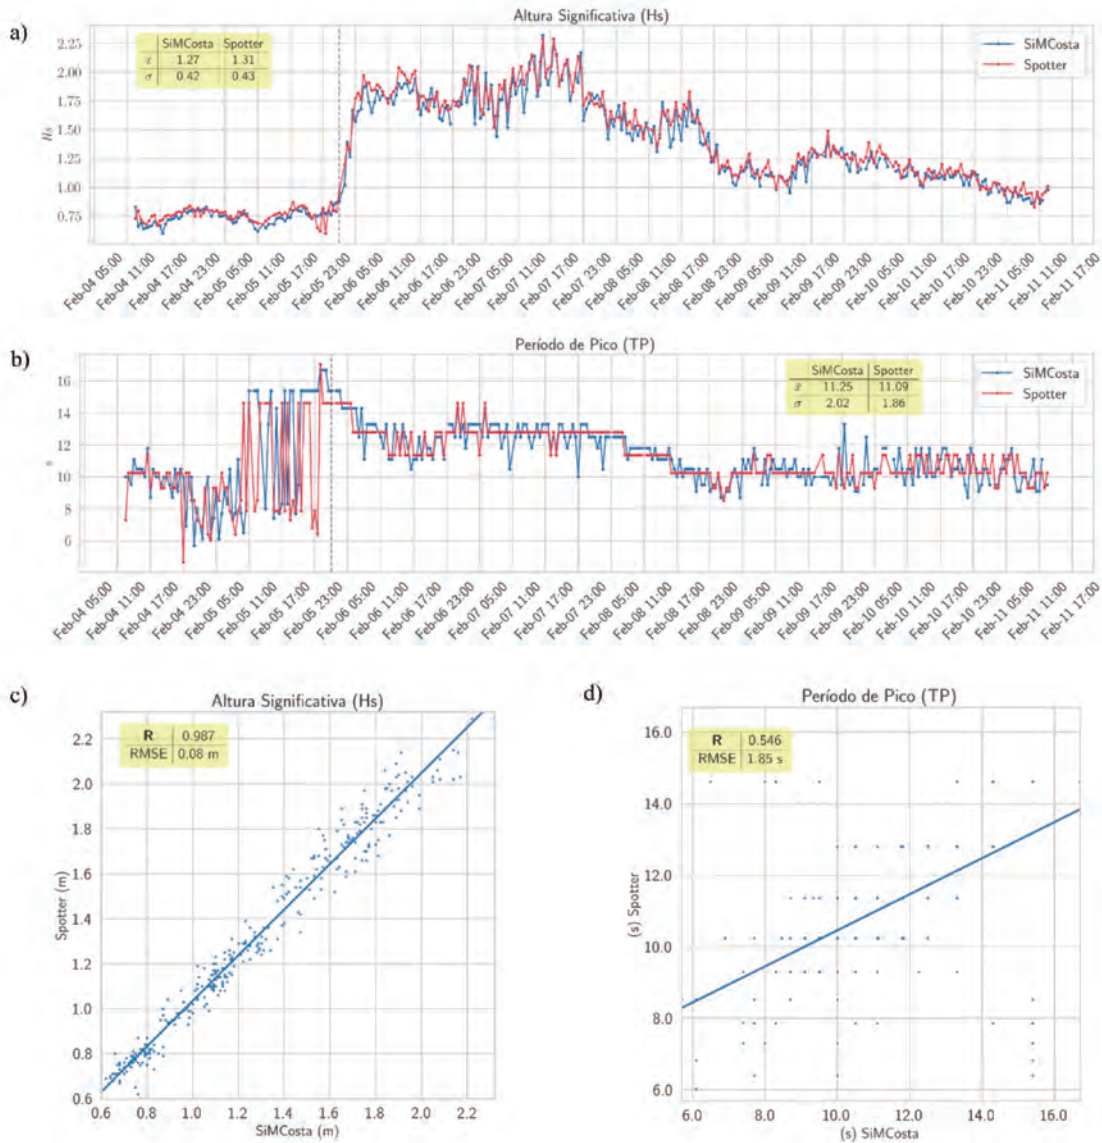 a)
Altura Significativa (Hs)
SiMCosta Spotter
x̄ 1.27 1.31
σ 0.42 0.43
SiMCosta
Spotter
2.25
2.00
1.75
1.50
1.25
1.00
0.75
Hs
Feb-04 05:00
Feb-04 11:00
Feb-04 17:00
Feb-04 23:00
Feb-05 05:00
Feb-05 11:00
Feb-05 17:00
Feb-05 23:00
Feb-06 05:00
Feb-06 11:00
Feb-06 17:00
Feb-06 23:00
Feb-07 05:00
Feb-07 11:00
Feb-07 17:00
Feb-07 23:00
Feb-08 05:00
Feb-08 11:00
Feb-08 17:00
Feb-08 23:00
Feb-09 05:00
Feb-09 11:00
Feb-09 17:00
Feb-09 23:00
Feb-10 05:00
Feb-10 11:00
Feb-10 17:00
Feb-10 23:00
Feb-11 05:00
Feb-11 11:00
Feb-11 17:00
b)
Período de Pico (TP)
SiMCosta Spotter
x̄ 11.25 11.09
σ 2.02 1.86
SiMCosta
Spotter
16
14
12
10
8
6
s
Feb-04 05:00
Feb-04 11:00
Feb-04 17:00
Feb-04 23:00
Feb-05 05:00
Feb-05 11:00
Feb-05 17:00
Feb-05 23:00
Feb-06 05:00
Feb-06 11:00
Feb-06 17:00
Feb-06 23:00
Feb-07 05:00
Feb-07 11:00
Feb-07 17:00
Feb-07 23:00
Feb-08 05:00
Feb-08 11:00
Feb-08 17:00
Feb-08 23:00
Feb-09 05:00
Feb-09 11:00
Feb-09 17:00
Feb-09 23:00
Feb-10 05:00
Feb-10 11:00
Feb-10 17:00
Feb-10 23:00
Feb-11 05:00
Feb-11 11:00
Feb-11 17:00
c)
Altura Significativa (Hs)
R 0.987
RMSE 0.08 m
2.2
2.0
1.8
1.6
1.4
1.2
1.0
0.8
0.6
Spotter (m)
0.6 0.8 1.0 1.2 1.4 1.6 1.8 2.0 2.2
SiMCosta (m)
d)
Período de Pico (TP)
R 0.546
RMSE 1.85 s
16.0
14.0
12.0
10.0
8.0
6.0
(s) Spotter
6.0 8.0 10.0 12.0 14.0 16.0
(s) SiMCosta